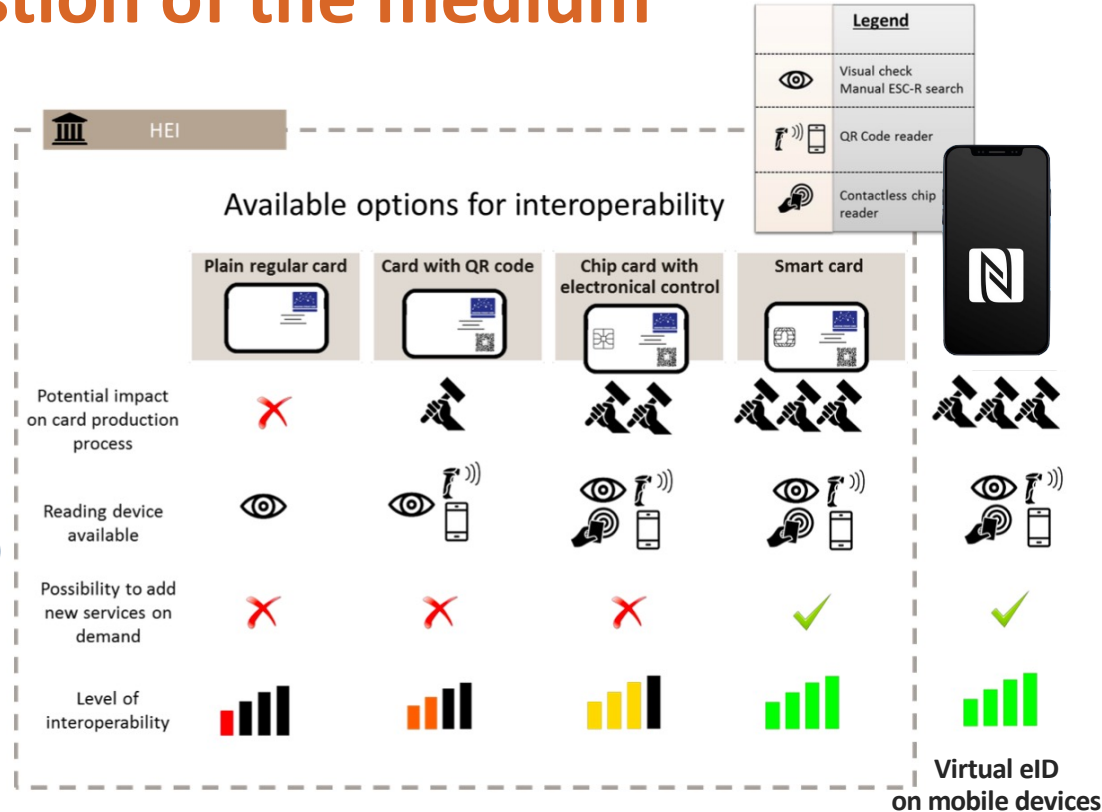 stion of the medium
Legend
Visual check
Manual ESC-R search
QR Code reader
Contactless chip
reader
HEI
Available options for interoperability
Plain regular card
Card with QR code
Chip card with
electronical control
Smart card
Potential impact
on card production
process
Reading device
available
Possibility to add
new services on
demand
Level of
interoperability
Virtual eID
on mobile devices